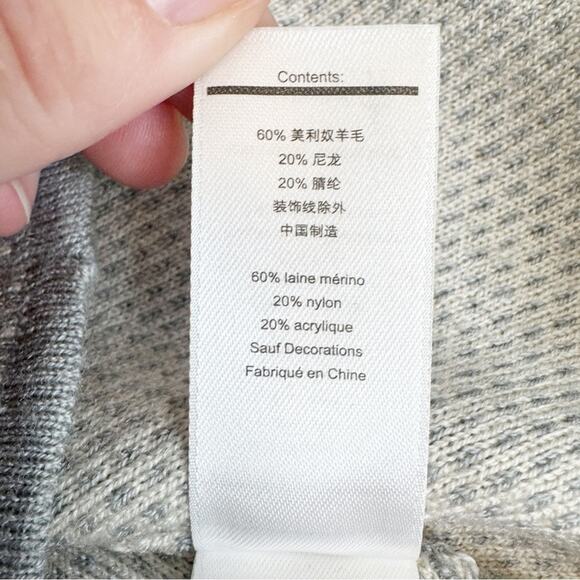 Contents:
60% 美利奴羊毛
20% 尼龙
20% 腈纶
装饰线除外
中国制造
60% laine mérino
20% nylon
20% acrylique
Sauf Decorations
Fabriqué en Chine